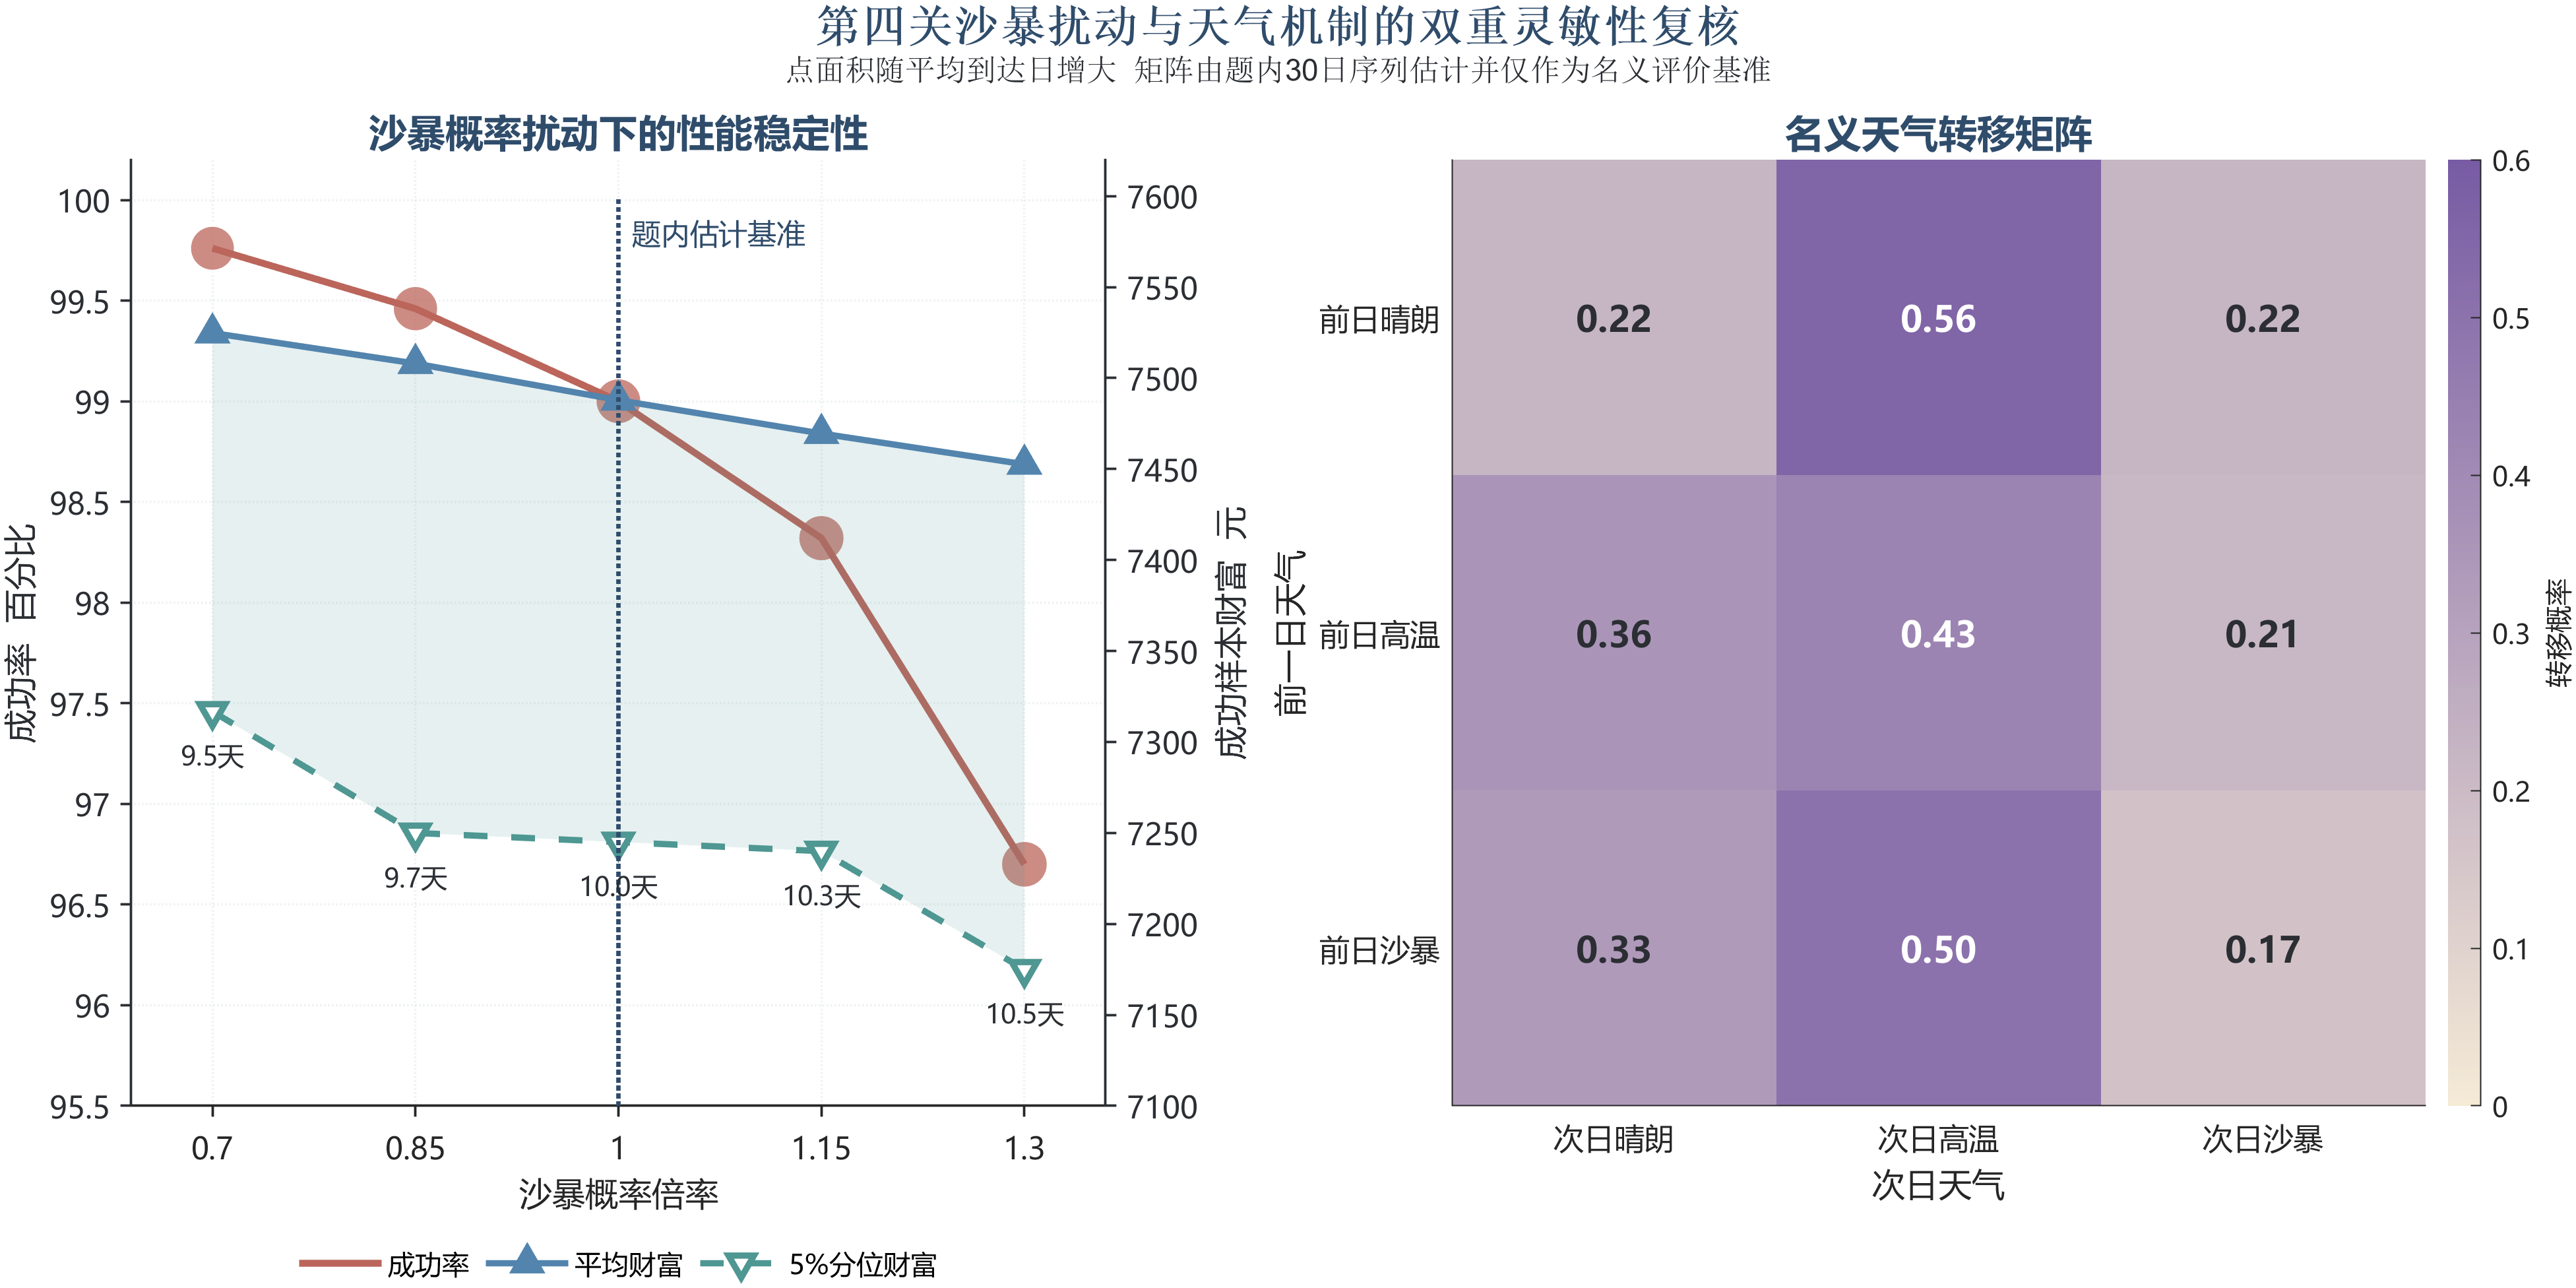 第四关沙暴扰动与天气机制的双重灵敏性复核
点面积随平均到达日增大 矩阵由题内30日序列估计并仅作为名义评价基准
沙暴概率扰动下的性能稳定性
成功率 百分比
100
99.5
99
98.5
98
97.5
97
96.5
96
95.5
题内估计基准
9.5天
9.7天
10.0天
10.3天
10.5天
7600
7550
7500
7450
7400
7350
7300
7250
7200
7150
7100
成功样本财富 元
0.7
0.85
1
1.15
1.3
沙暴概率倍率
成功率
平均财富
5%分位财富
名义天气转移矩阵
前一日天气
前日晴朗
0.22
0.56
0.22
前日高温
0.36
0.43
0.21
前日沙暴
0.33
0.50
0.17
次日晴朗
次日高温
次日沙暴
次日天气
0.6
0.5
0.4
0.3
0.2
0.1
0
转移概率